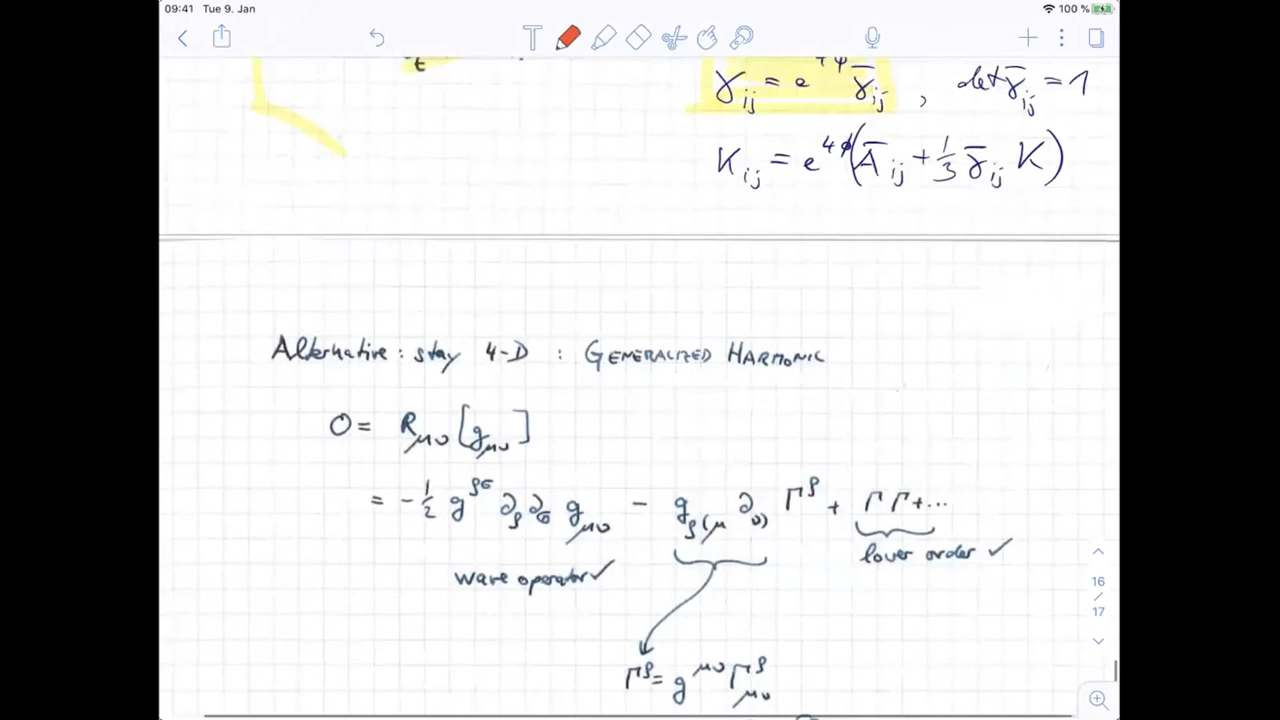 09:41 Tue 9. Jan 100 %
t
γ_ij = e^4φ γ̄_ij , det γ̄_ij = 1
K_ij = e^4φ (Ā_ij + 1/3 γ̄_ij K)
Alternative: stay 4-D : GENERALIZED HARMONIC
0 = R_μν [g_μν]
= -1/2 g^ρσ ∂_ρ ∂_σ g_μν - g_ρ(μ ∂_ν) Γ^ρ + ΓΓ+...
lower order ✓
wave operator ✓
Γ^ρ = g^μν Γ^ρ_μν
16
/
17